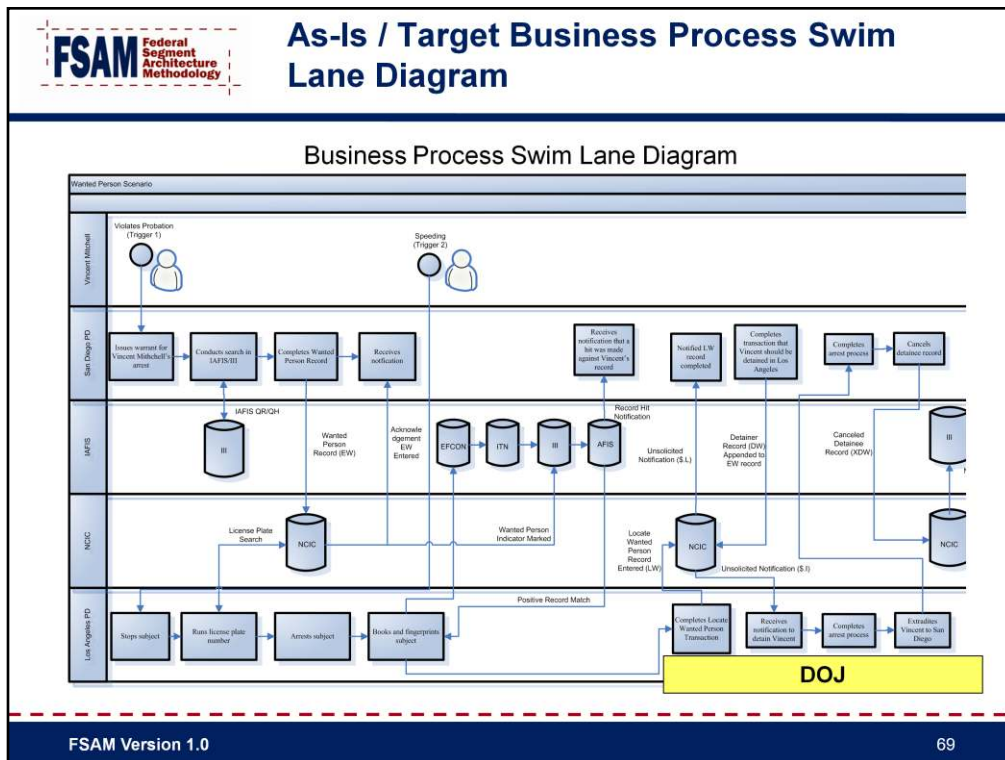 FSAM
Federal
Segment
Architecture
Methodology
As-Is / Target Business Process Swim
Lane Diagram
Business Process Swim Lane Diagram
Wanted Person Scenario
Vincent Mitchell
Violates Probation
(Trigger 1)
Speeding
(Trigger 2)
San Diego PD
Issues warrant for
Vincent Mithchell's
arrest
Conducts search in
IAFIS/III
Completes Wanted
Person Record
Receives
notfication
Receives
notification that a
hit was made
against Vincent's
record
Notified LW
record
completed
Completes
transaction that
Vincent should be
detained in Los
Angeles
Completes
arrest process
Cancels
detainee record
IAFIS
IAFIS QR/QH
III
Wanted
Person
Record (EW)
Acknowle
dgement
EW
Entered
EFCON
ITN
III
AFIS
Record Hit
Notification
Unsolicited
Notification ($.L)
Detainer
Record (DW)
Appended to
EW record
Canceled
Detainee
Record (XDW)
III
NCIC
License Plate
Search
NCIC
Wanted Person
Indicator Marked
Locate
Wanted
Person
Record
Entered (LW)
NCIC
Unsolicited Notification ($.I)
NCIC
Positive Record Match
Los Angeles PD
Stops subject
Runs license plate
number
Arrests subject
Books and fingerprints
subject
Completes Locate
Wanted Person
Transaction
Receives
notification to
detain Vincent
Completes
arrest process
Extradites
Vincent to San
Diego
DOJ
FSAM Version 1.0
69